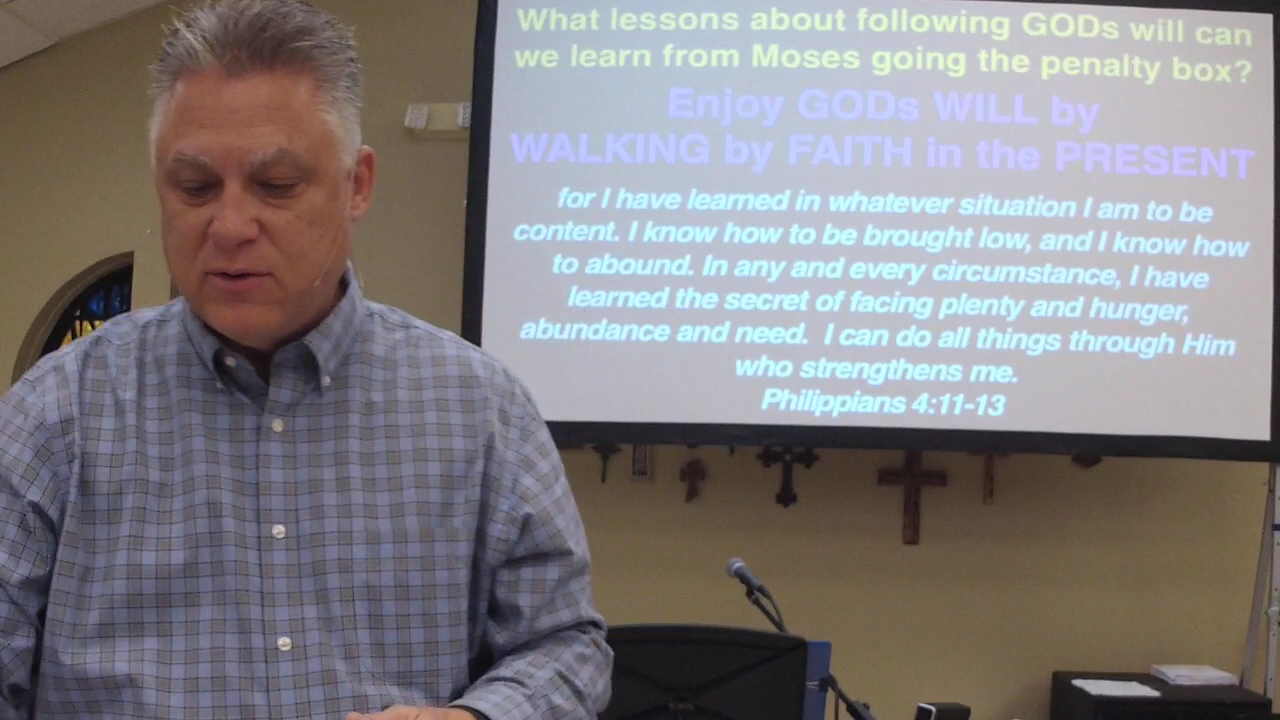 What lessons about following GODs will can
we learn from Moses going the penalty box?
Enjoy GODs WILL by
WALKING by FAITH in the PRESENT
for I have learned in whatever situation I am to be
content. I know how to be brought low, and I know how
to abound. In any and every circumstance, I have
learned the secret of facing plenty and hunger,
abundance and need.  I can do all things through Him
who strengthens me.
Philippians 4:11-13